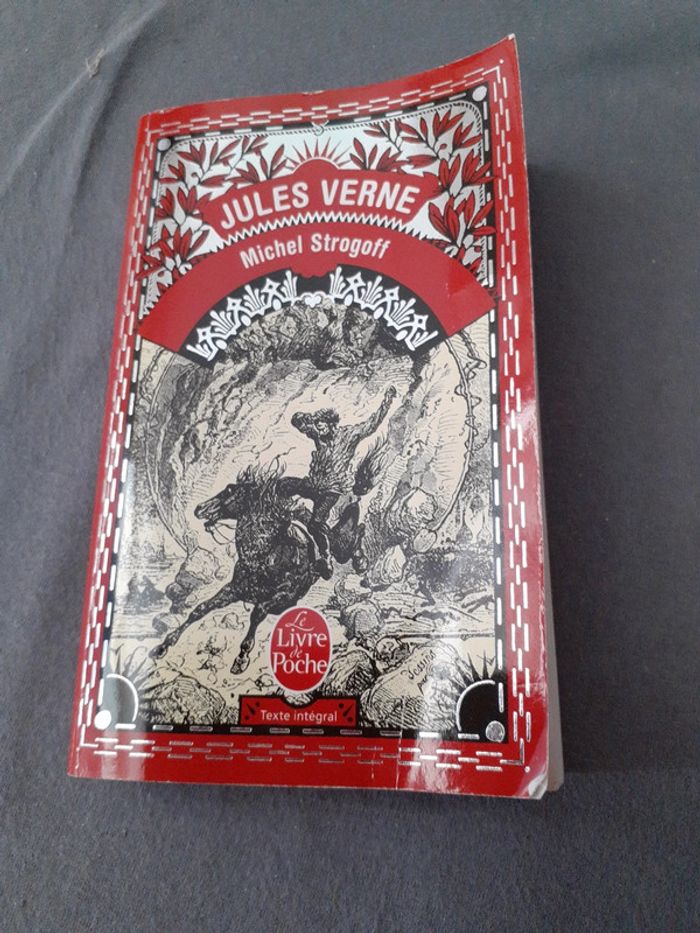 JULES VERNE
Michel Strogoff
Le
Livre
de
Poche
Texte intégral